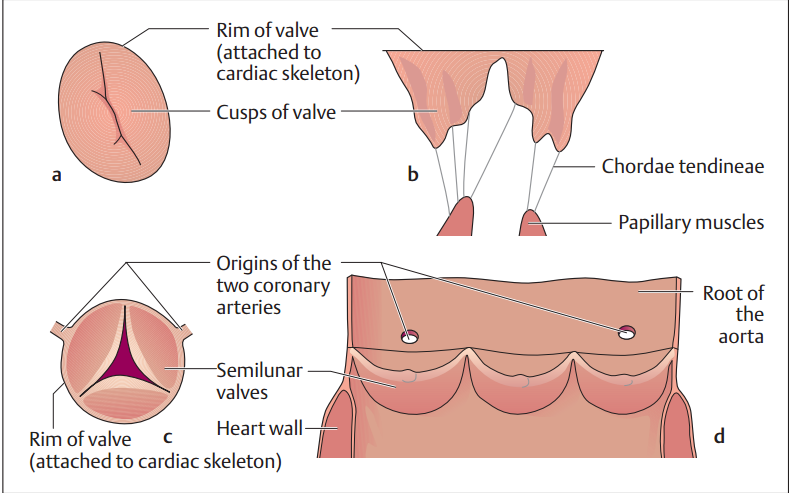 Rim of valve
(attached to
cardiac skeleton)
Cusps of valve
a
b
Chordae tendineae
Papillary muscles
Origins of the
two coronary
arteries
Root of
the
aorta
Semilunar
valves
Heart wall
Rim of valve
(attached to cardiac skeleton)
c
d